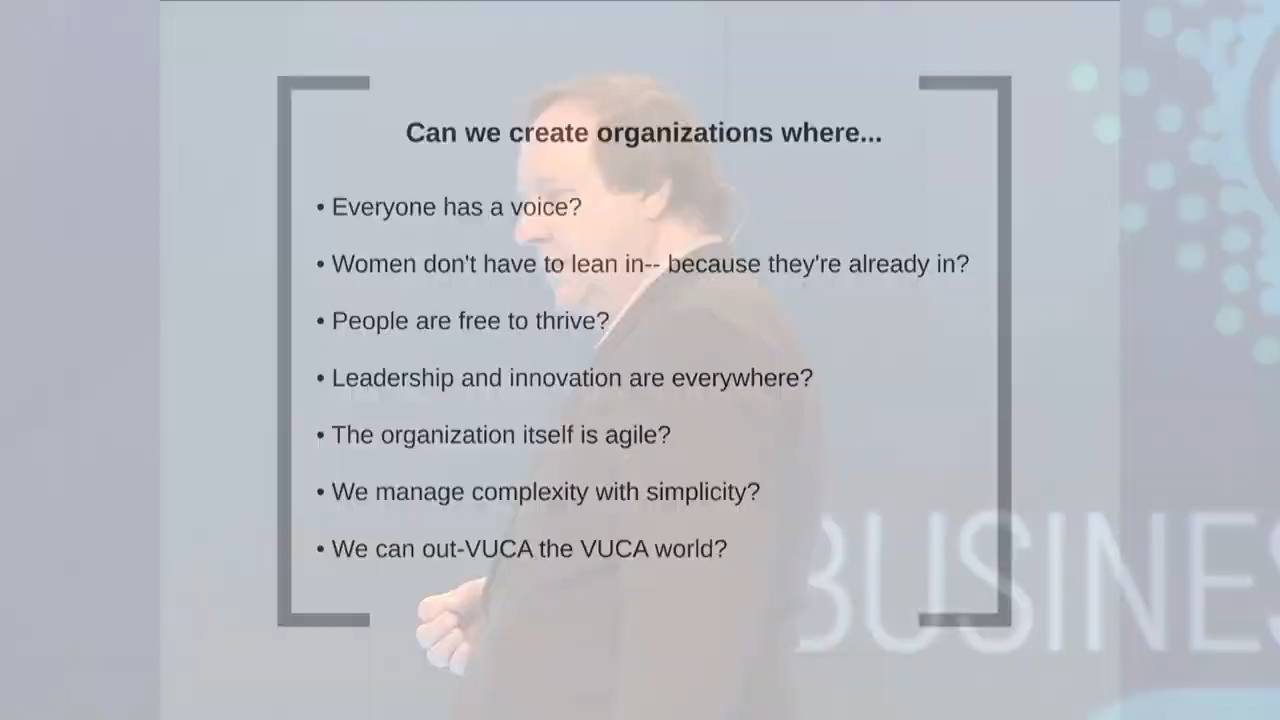 Can we create organizations where...
• Everyone has a voice?
• Women don't have to lean in-- because they're already in?
• People are free to thrive?
• Leadership and innovation are everywhere?
• The organization itself is agile?
• We manage complexity with simplicity?
• We can out-VUCA the VUCA world?
BUSINES